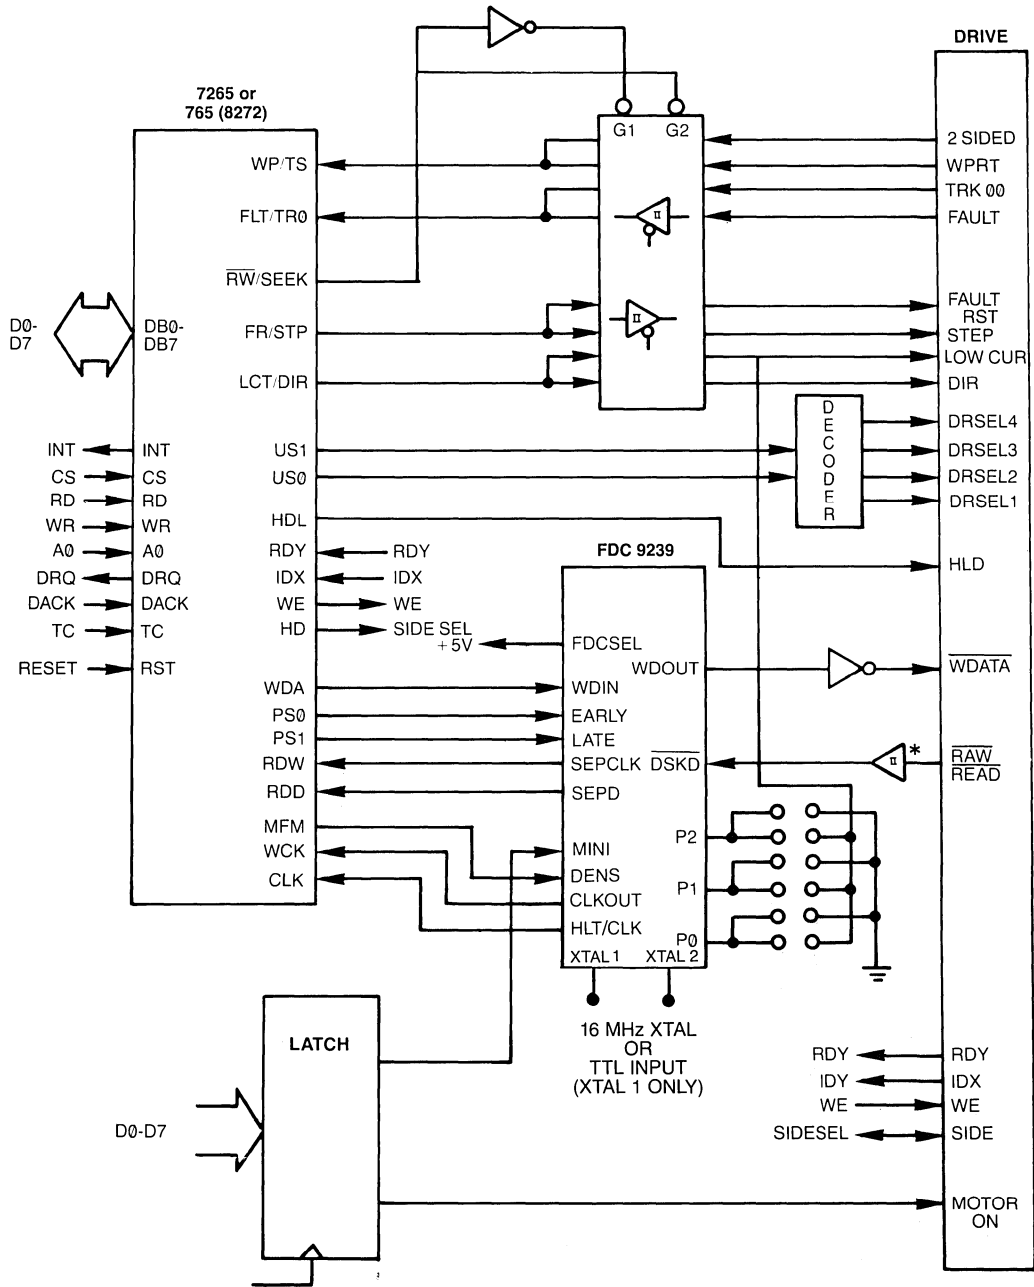 DRIVE
7265 or
765 (8272)
G1 G2
2 SIDED
WP/TS
WPRT
TRK 00
FLT/TR0
II
FAULT
RW/SEEK
D0-
D7
DB0-
DB7
FR/STP
II
FAULT
RST
STEP
LOW CUR
LCT/DIR
DIR
DECODER
DRSEL4
INT INT
US1
DRSEL3
CS CS
US0
DRSEL2
RD RD
DRSEL1
WR WR
HDL
A0 A0
RDY RDY
FDC 9239
HLD
DRQ DRQ
IDX IDX
DACK DACK
WE WE
TC TC
HD SIDE SEL
+5V
FDCSEL
RESET RST
WDOUT
WDATA
WDA
WDIN
PS0
EARLY
PS1
LATE
RDW
SEPCLK DSKD
II
*
RAW
READ
RDD
SEPD
MFM
P2
WCK
MINI
CLK
DENS
P1
CLKOUT
HLT/CLK
P0
XTAL 1 XTAL 2
16 MHz XTAL
OR
TTL INPUT
(XTAL 1 ONLY)
LATCH
RDY RDY
IDY IDX
WE WE
D0-D7
SIDESEL SIDE
MOTOR
ON